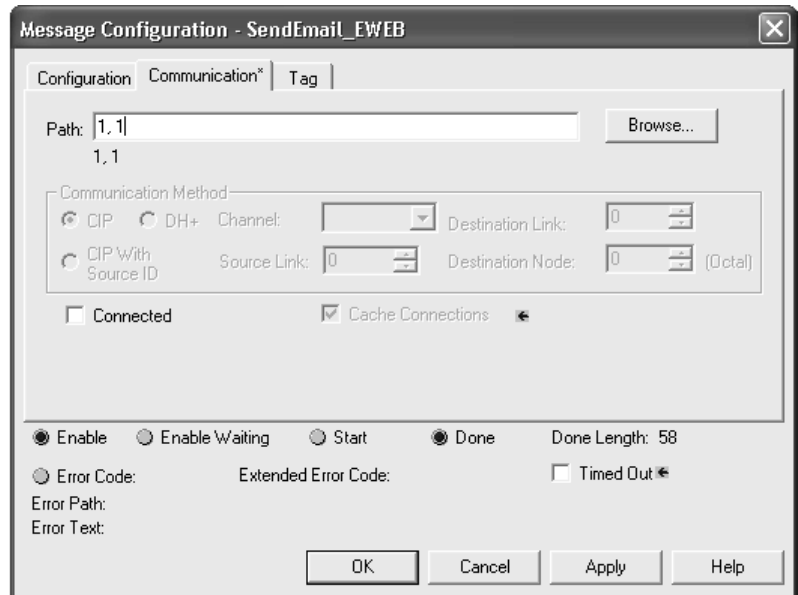 Message Configuration - SendEmail_EWEB
Configuration Communication* Tag
Path: 1, 1 Browse...
1, 1
Communication Method
CIP DH+ Channel: Destination Link: 0
CIP With Source ID Source Link: 0 Destination Node: 0 (Octal)
Connected Cache Connections
Enable Enable Waiting Start Done Done Length: 58
Error Code: Extended Error Code: Timed Out
Error Path:
Error Text:
OK Cancel Apply Help